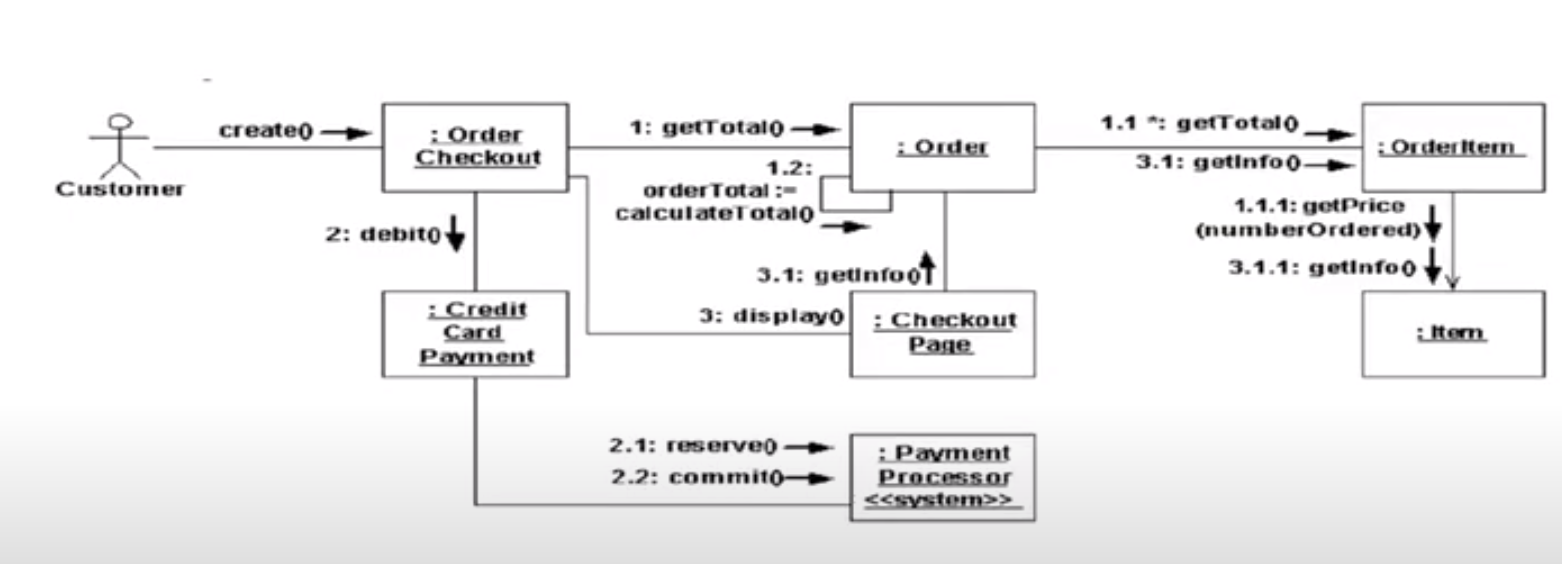 create()
1: getTotal()
1.1 *: getTotal()
: Order
Checkout
: Order
: OrderItem
3.1: getInfo()
Customer
1.2:
orderTotal :=
calculateTotal()
1.1.1: getPrice
(numberOrdered)
2: debit()
3.1: getInfo()
3.1.1: getInfo()
: Credit
Card
Payment
3: display()
: Checkout
Page
: Item
2.1: reserve()
2.2: commit()
: Payment
Processor
<<system>>